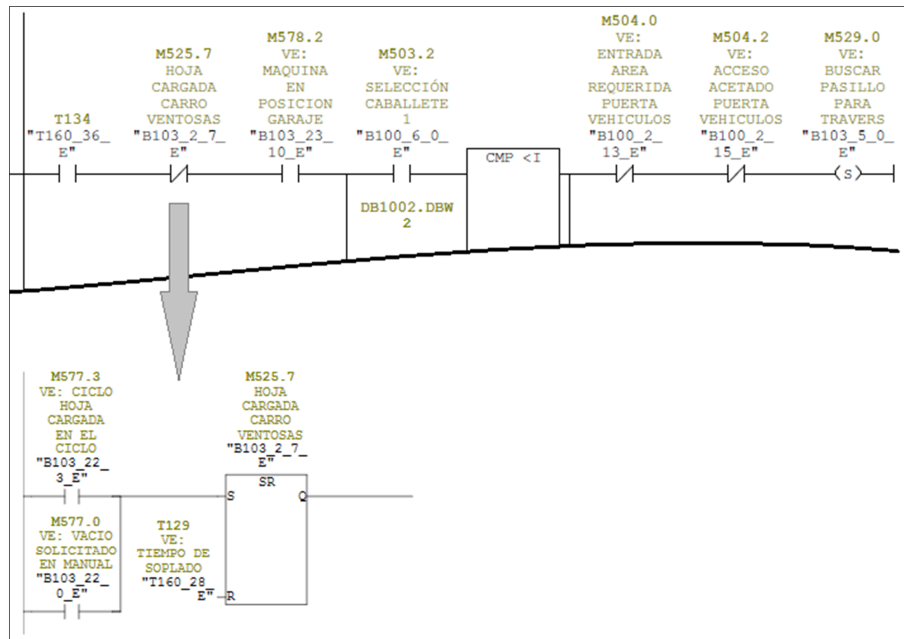 T134
"T160_36_
E"
M525.7
HOJA
CARGADA
CARRO
VENTOSAS
"B103_2_7_
E"
M578.2
VE:
MAQUINA
EN
POSICION
GARAJE
"B103_23_
10_E"
M503.2
VE:
SELECCIÓN
CABALLETE
1
"B100_6_0_
E"
CMP <I
DB1002.DBW
2
M504.0
VE:
ENTRADA
AREA
REQUERIDA
PUERTA
VEHICULOS
"B100_2_
13_E"
M504.2
VE:
ACCESO
ACETADO
PUERTA
VEHICULOS
"B100_2_
15_E"
M529.0
VE:
BUSCAR
PASILLO
PARA
TRAVERS
"B103_5_0_
E"
S
M577.3
VE: CICLO
HOJA
CARGADA
EN EL
CICLO
"B103_22_
3_E"
M577.0
VE: VACIO
SOLICITADO
EN MANUAL
"B103_22_
0_E"
T129
VE:
TIEMPO DE
SOPLADO
"T160_28_
E"
M525.7
HOJA
CARGADA
CARRO
VENTOSAS
"B103_2_7_
E"
SR
S Q
R